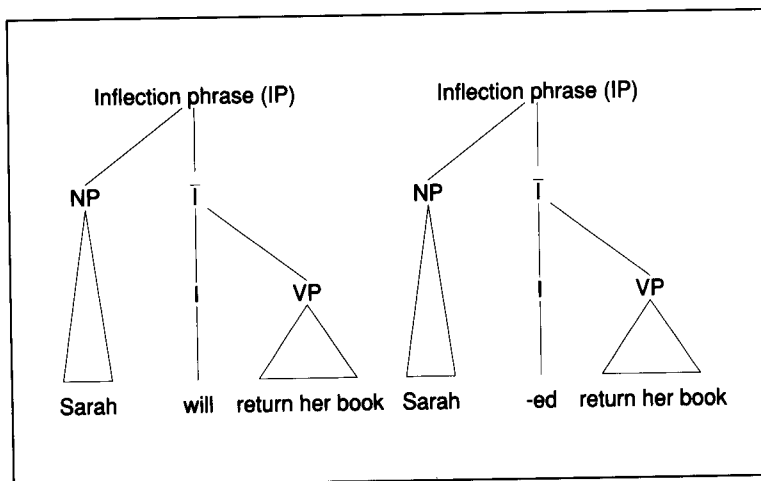 Inflection phrase (IP) Inflection phrase (IP)
NP Ī NP Ī
I VP I VP
Sarah will return her book Sarah -ed return her book